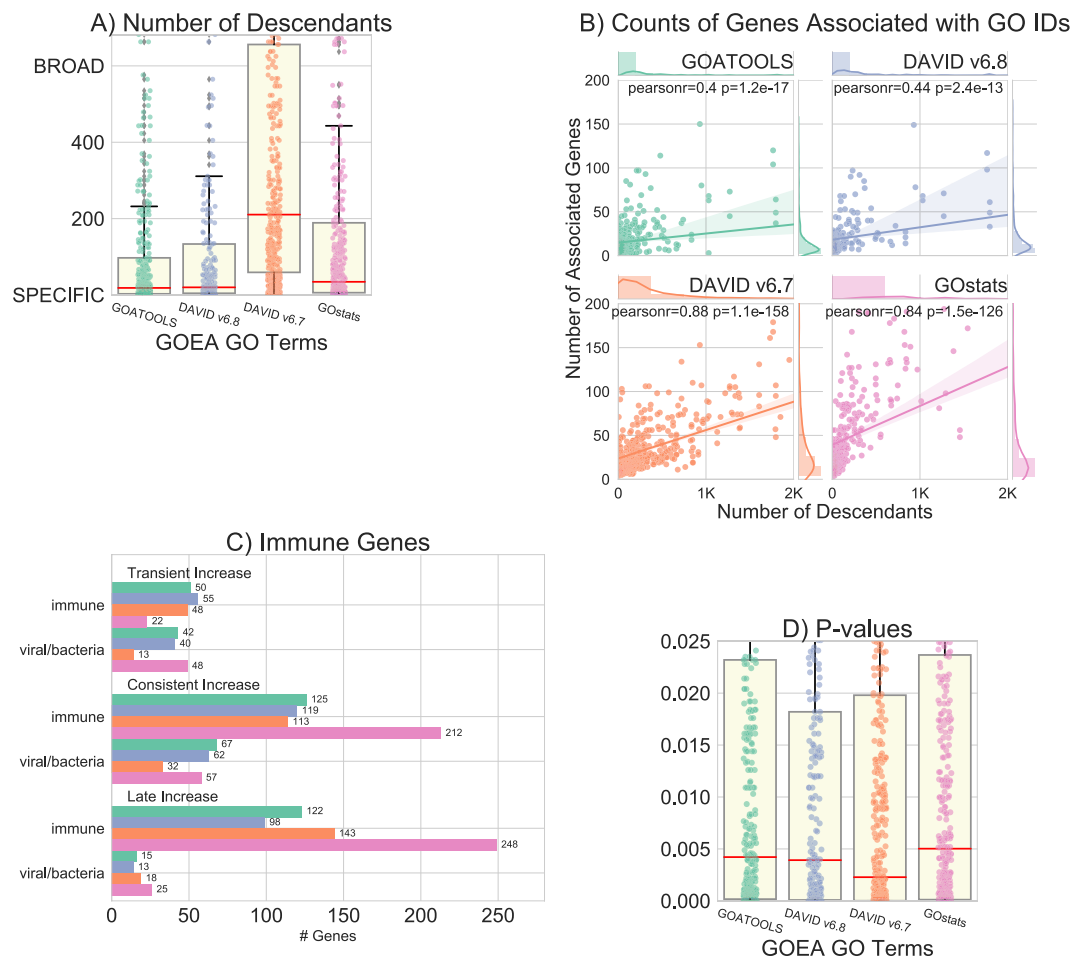 A) Number of Descendants
BROAD
400
200
SPECIFIC
GOATOOLS
DAVID v6.8
DAVID v6.7
GOstats
GOEA GO Terms
B) Counts of Genes Associated with GO IDs
GOATOOLS
DAVID v6.8
pearsonr=0.4 p=1.2e-17
pearsonr=0.44 p=2.4e-13
200
150
100
50
0
DAVID v6.7
GOstats
pearsonr=0.88 p=1.1e-158
pearsonr=0.84 p=1.5e-126
200
150
100
50
0
Number of Associated Genes
0
1K
2K
0
1K
2K
Number of Descendants
C) Immune Genes
Transient Increase
immune
50
55
48
22
viral/bacteria
42
40
13
48
Consistent Increase
immune
125
119
113
212
viral/bacteria
67
62
32
57
Late Increase
immune
122
98
143
248
viral/bacteria
15
13
18
25
0
50
100
150
200
250
# Genes
D) P-values
0.025
0.020
0.015
0.010
0.005
0.000
GOATOOLS
DAVID v6.8
DAVID v6.7
GOstats
GOEA GO Terms